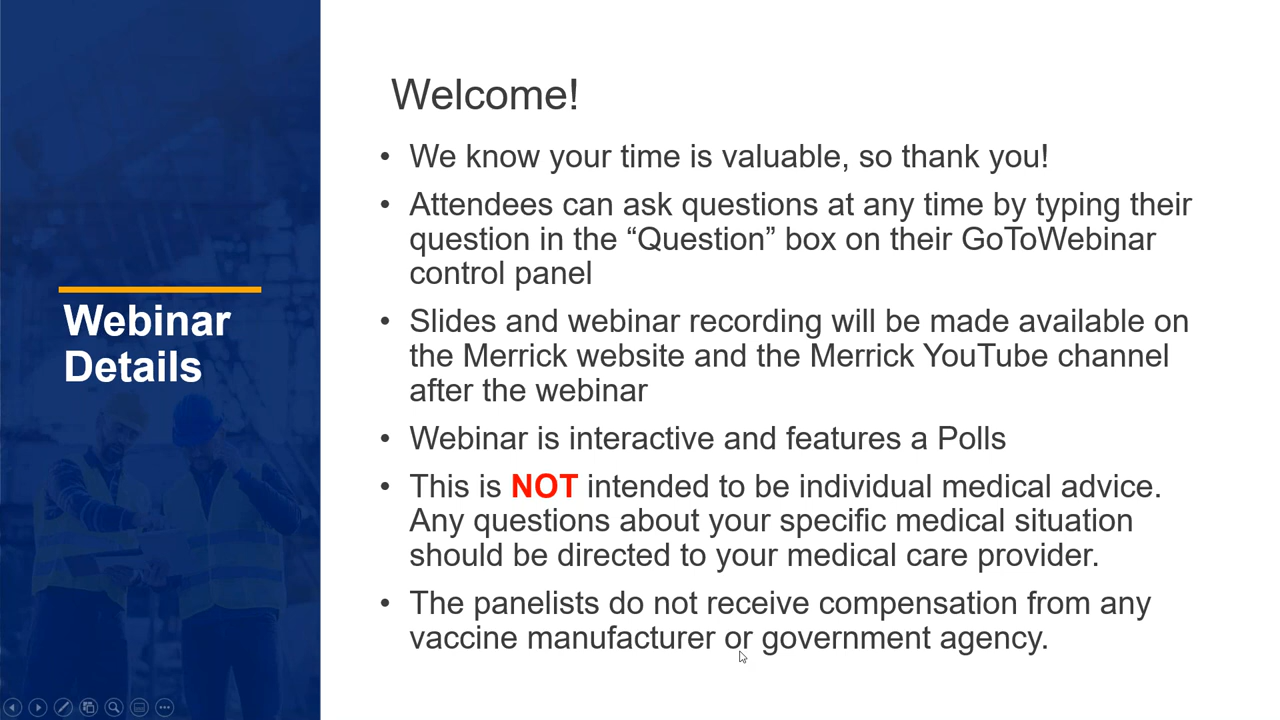 Webinar
Details
Welcome!
• We know your time is valuable, so thank you!
• Attendees can ask questions at any time by typing their
question in the “Question” box on their GoToWebinar
control panel
• Slides and webinar recording will be made available on
the Merrick website and the Merrick YouTube channel
after the webinar
• Webinar is interactive and features a Polls
• This is NOT intended to be individual medical advice.
Any questions about your specific medical situation
should be directed to your medical care provider.
• The panelists do not receive compensation from any
vaccine manufacturer or government agency.